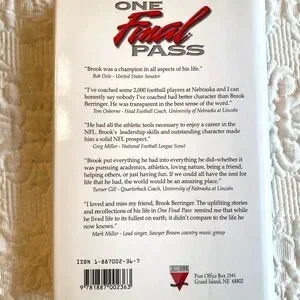 ONE
Final
PASS
"Brook was a champion in all aspects of his life."
Bob Dole - United States Senator
"I've coached some 2,000 football players at Nebraska and I can
honestly say nobody I've coached had better character than Brook
Berringer. He was transparent in the best sense of the word."
Tom Osborne - Head Football Coach, University of Nebraska at Lincoln
"He had all the athletic tools necessary to enjoy a career in the
NFL. Brook's leadership skills and outstanding character made
him a solid NFL prospect."
Greg Miller - National Football League Scout
"Brook put everything he had into everything he did–whether it
was pursuing academics, athletics, loving nature, being a friend,
helping others, or just having fun. If we could all have the zest for
life that he had, the world would be an amazing place."
Turner Gill - Quarterback Coach, University of Nebraska at Lincoln
"I loved and miss my friend, Brook Berringer. The uplifting stories
and recollections of his life in One Final Pass remind me that while
he lived life to its fullest on earth, it didn't compare to the life he
now knows."
Mark Miller - Lead singer, Sawyer Brown country music group
ISBN 1-887002-36-7
9 781887 002363
Post Office Box 1541
Grand Island, NE 68802